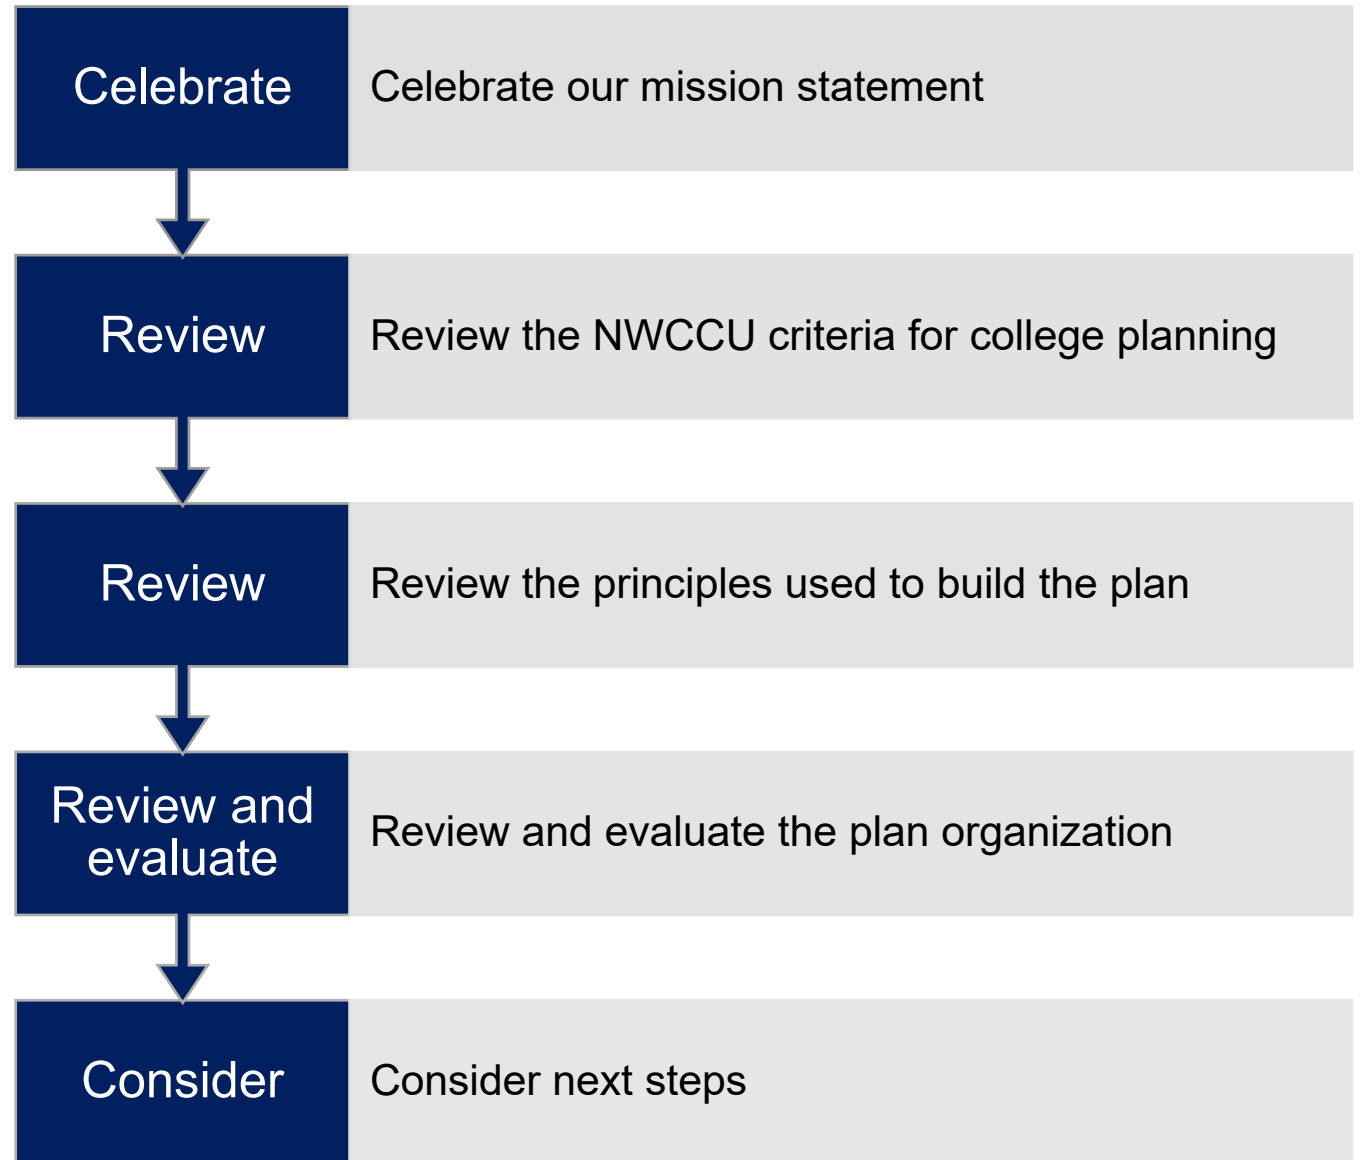 Celebrate
Celebrate our mission statement
Review
Review the NWCCU criteria for college planning
Review
Review the principles used to build the plan
Review and
evaluate
Review and evaluate the plan organization
Consider
Consider next steps